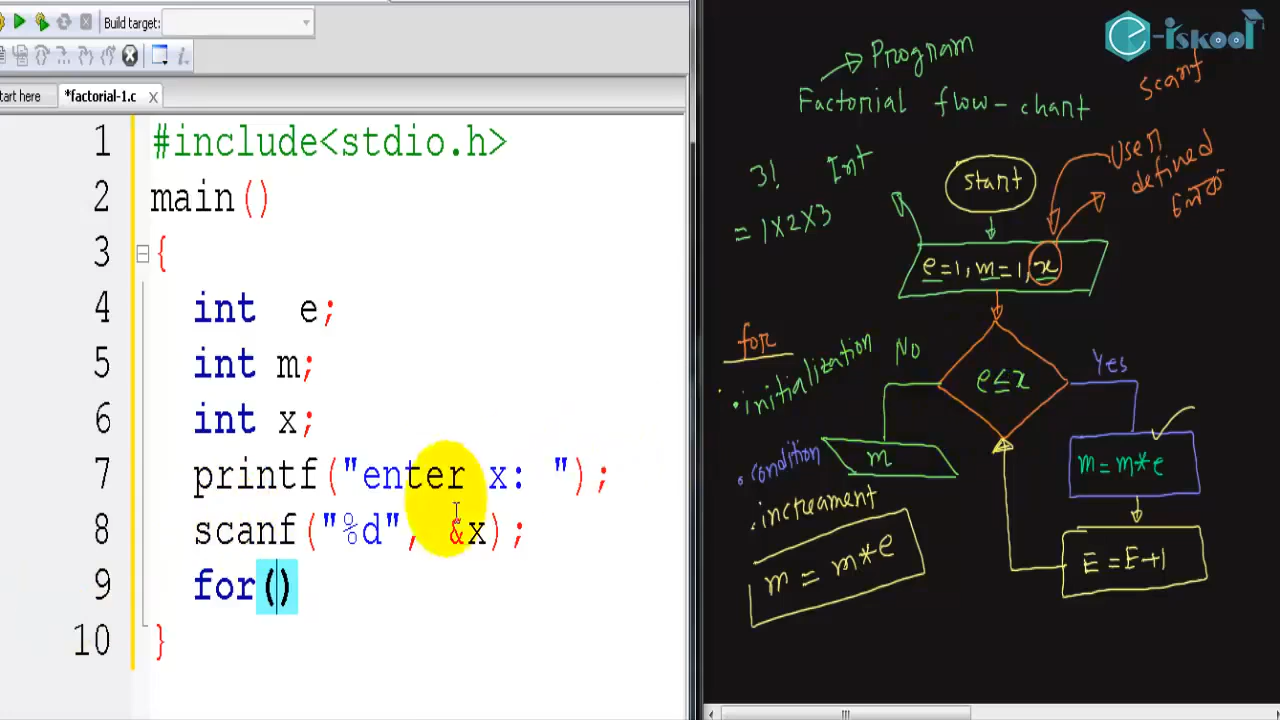 Build target:
tart here
*factorial-1.c
1 #include<stdio.h>
2 main()
3 {
4 int e;
5 int m;
6 int x;
7 printf("enter x: ");
8 scanf("%d", &x);
9 for()
10 }
e-iskool
Program
Factorial flow-chart
scanf
3! Int
= 1x2x3
User
defined
start
e=1, m=1, x
for
• initialization
• condition
• increament
m = m*e
e≤x
No
Yes
m
m=m*e
E=E+1